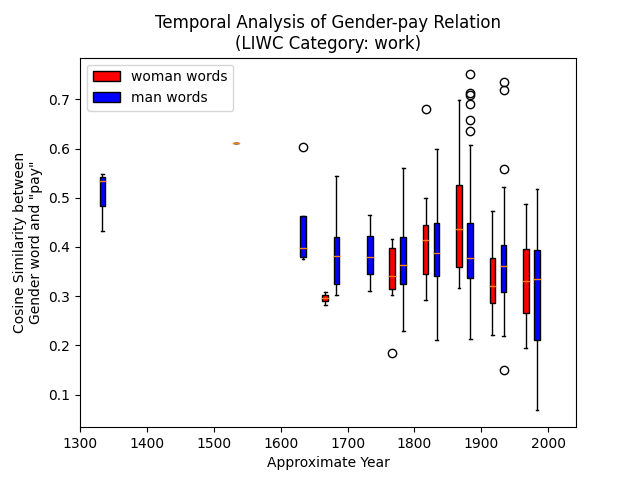 Temporal Analysis of Gender-pay Relation
(LIWC Category: work)
woman words
man words
0.7
0.6
0.5
0.4
0.3
0.2
0.1
Cosine Similarity between
Gender word and "pay"
1300 1400 1500 1600 1700 1800 1900 2000
Approximate Year